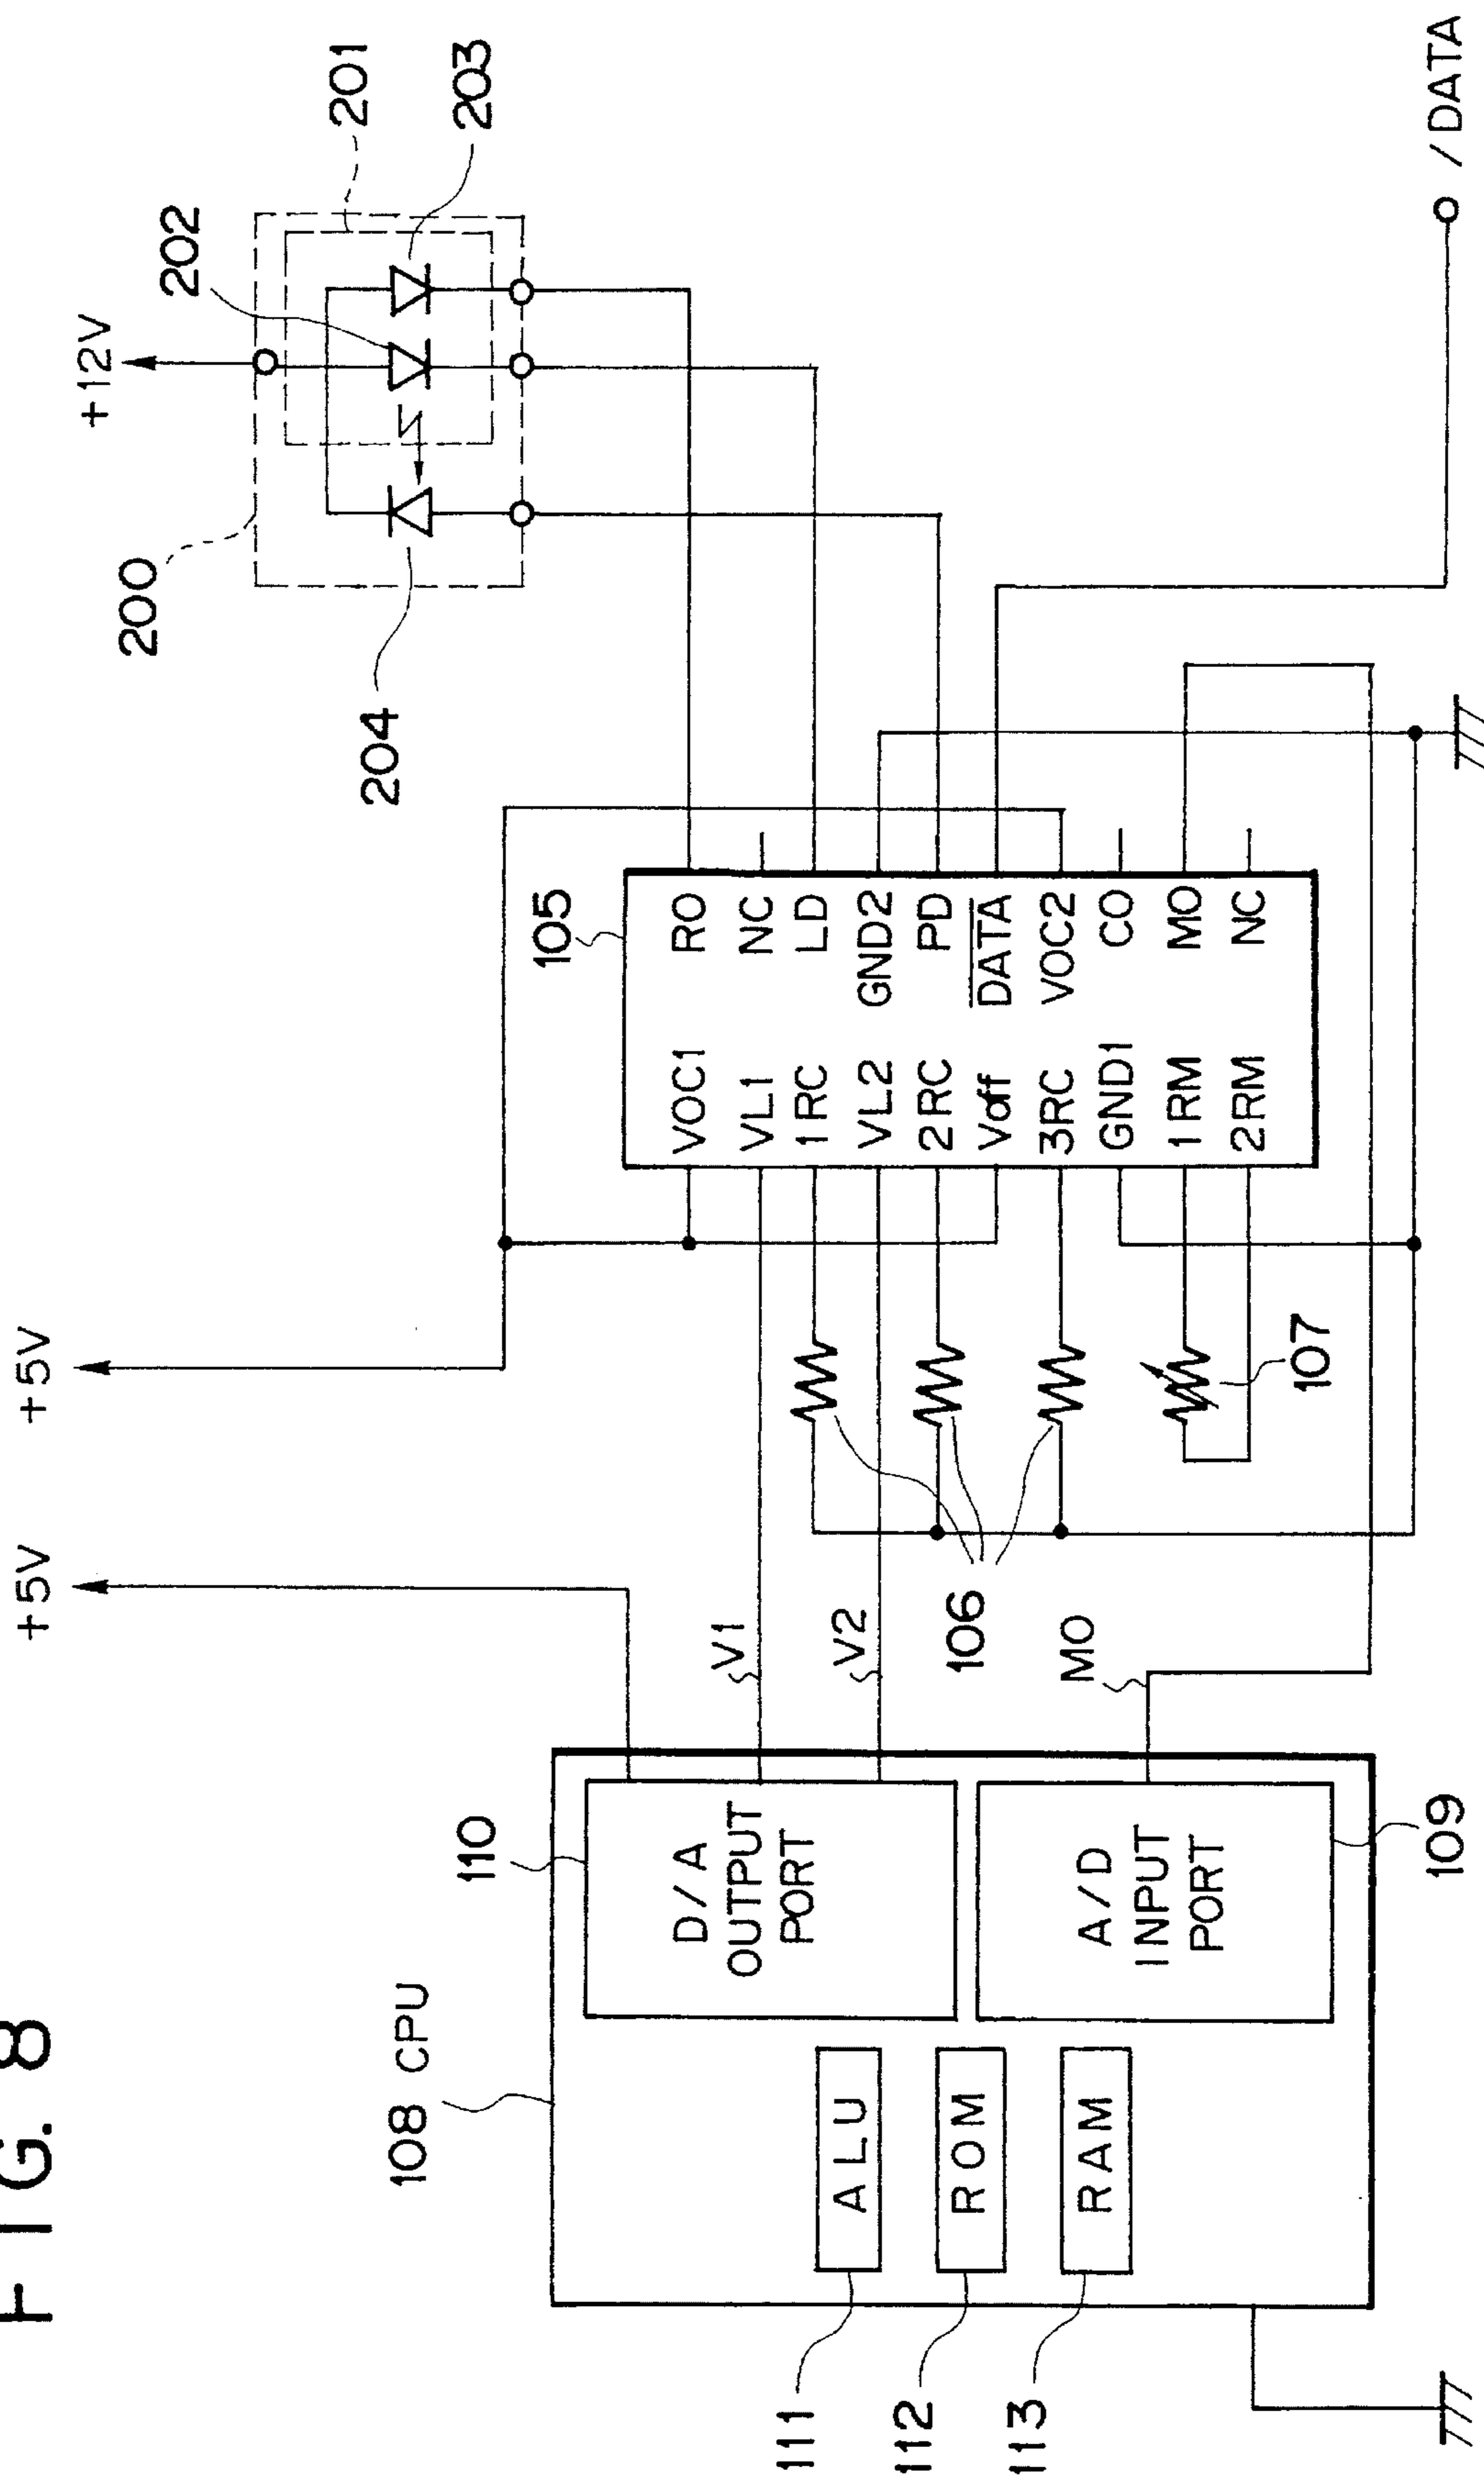 FIG. 8
+5V
+5V
+12V
200
202
201
203
204
108 CPU
110
D/A
OUTPUT
PORT
A/D
INPUT
PORT
109
ALU
ROM
RAM
111
112
113
V1
V2
MO
106
107
105
VOC1
VL1
1RC
VL2
2RC
Voff
3RC
GND1
1RM
2RM
RO
NC
LD
GND2
PD
DATA
VOC2
CO
MO
NC
/DATA